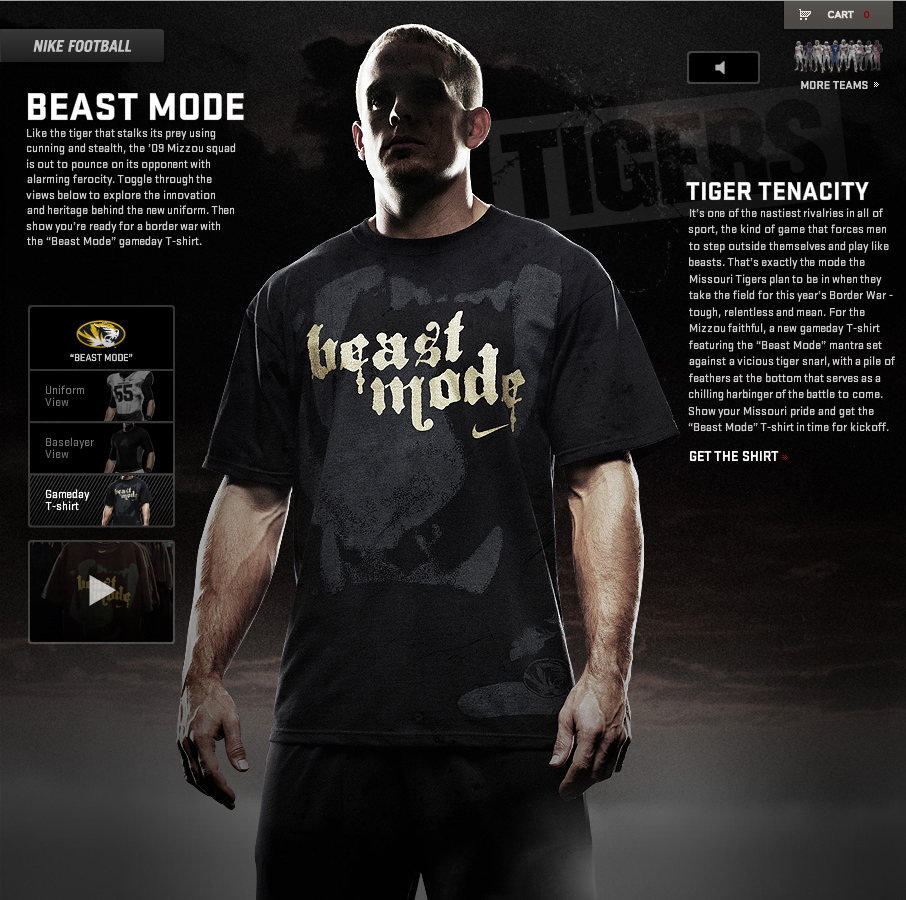 CART 0
NIKE FOOTBALL
MORE TEAMS »
BEAST MODE
Like the tiger that stalks its prey using
cunning and stealth, the '09 Mizzou squad
is out to pounce on its opponent with
alarming ferocity. Toggle through the
views below to explore the innovation
and heritage behind the new uniform. Then
show you're ready for a border war with
the "Beast Mode" gameday T-shirt.
TIGERS
TIGER TENACITY
It's one of the nastiest rivalries in all of
sport, the kind of game that forces men
to step outside themselves and play like
beasts. That's exactly the mode the
Missouri Tigers plan to be in when they
take the field for this year's Border War -
tough, relentless and mean. For the
Mizzou faithful, a new gameday T-shirt
featuring the "Beast Mode" mantra set
against a vicious tiger snarl, with a pile of
feathers at the bottom that serves as a
chilling harbinger of the battle to come.
Show your Missouri pride and get the
"Beast Mode" T-shirt in time for kickoff.
GET THE SHIRT »
"BEAST MODE"
Uniform
View
55
Baselayer
View
Gameday
T-shirt
beast
mode
beast
mode
beast
mode